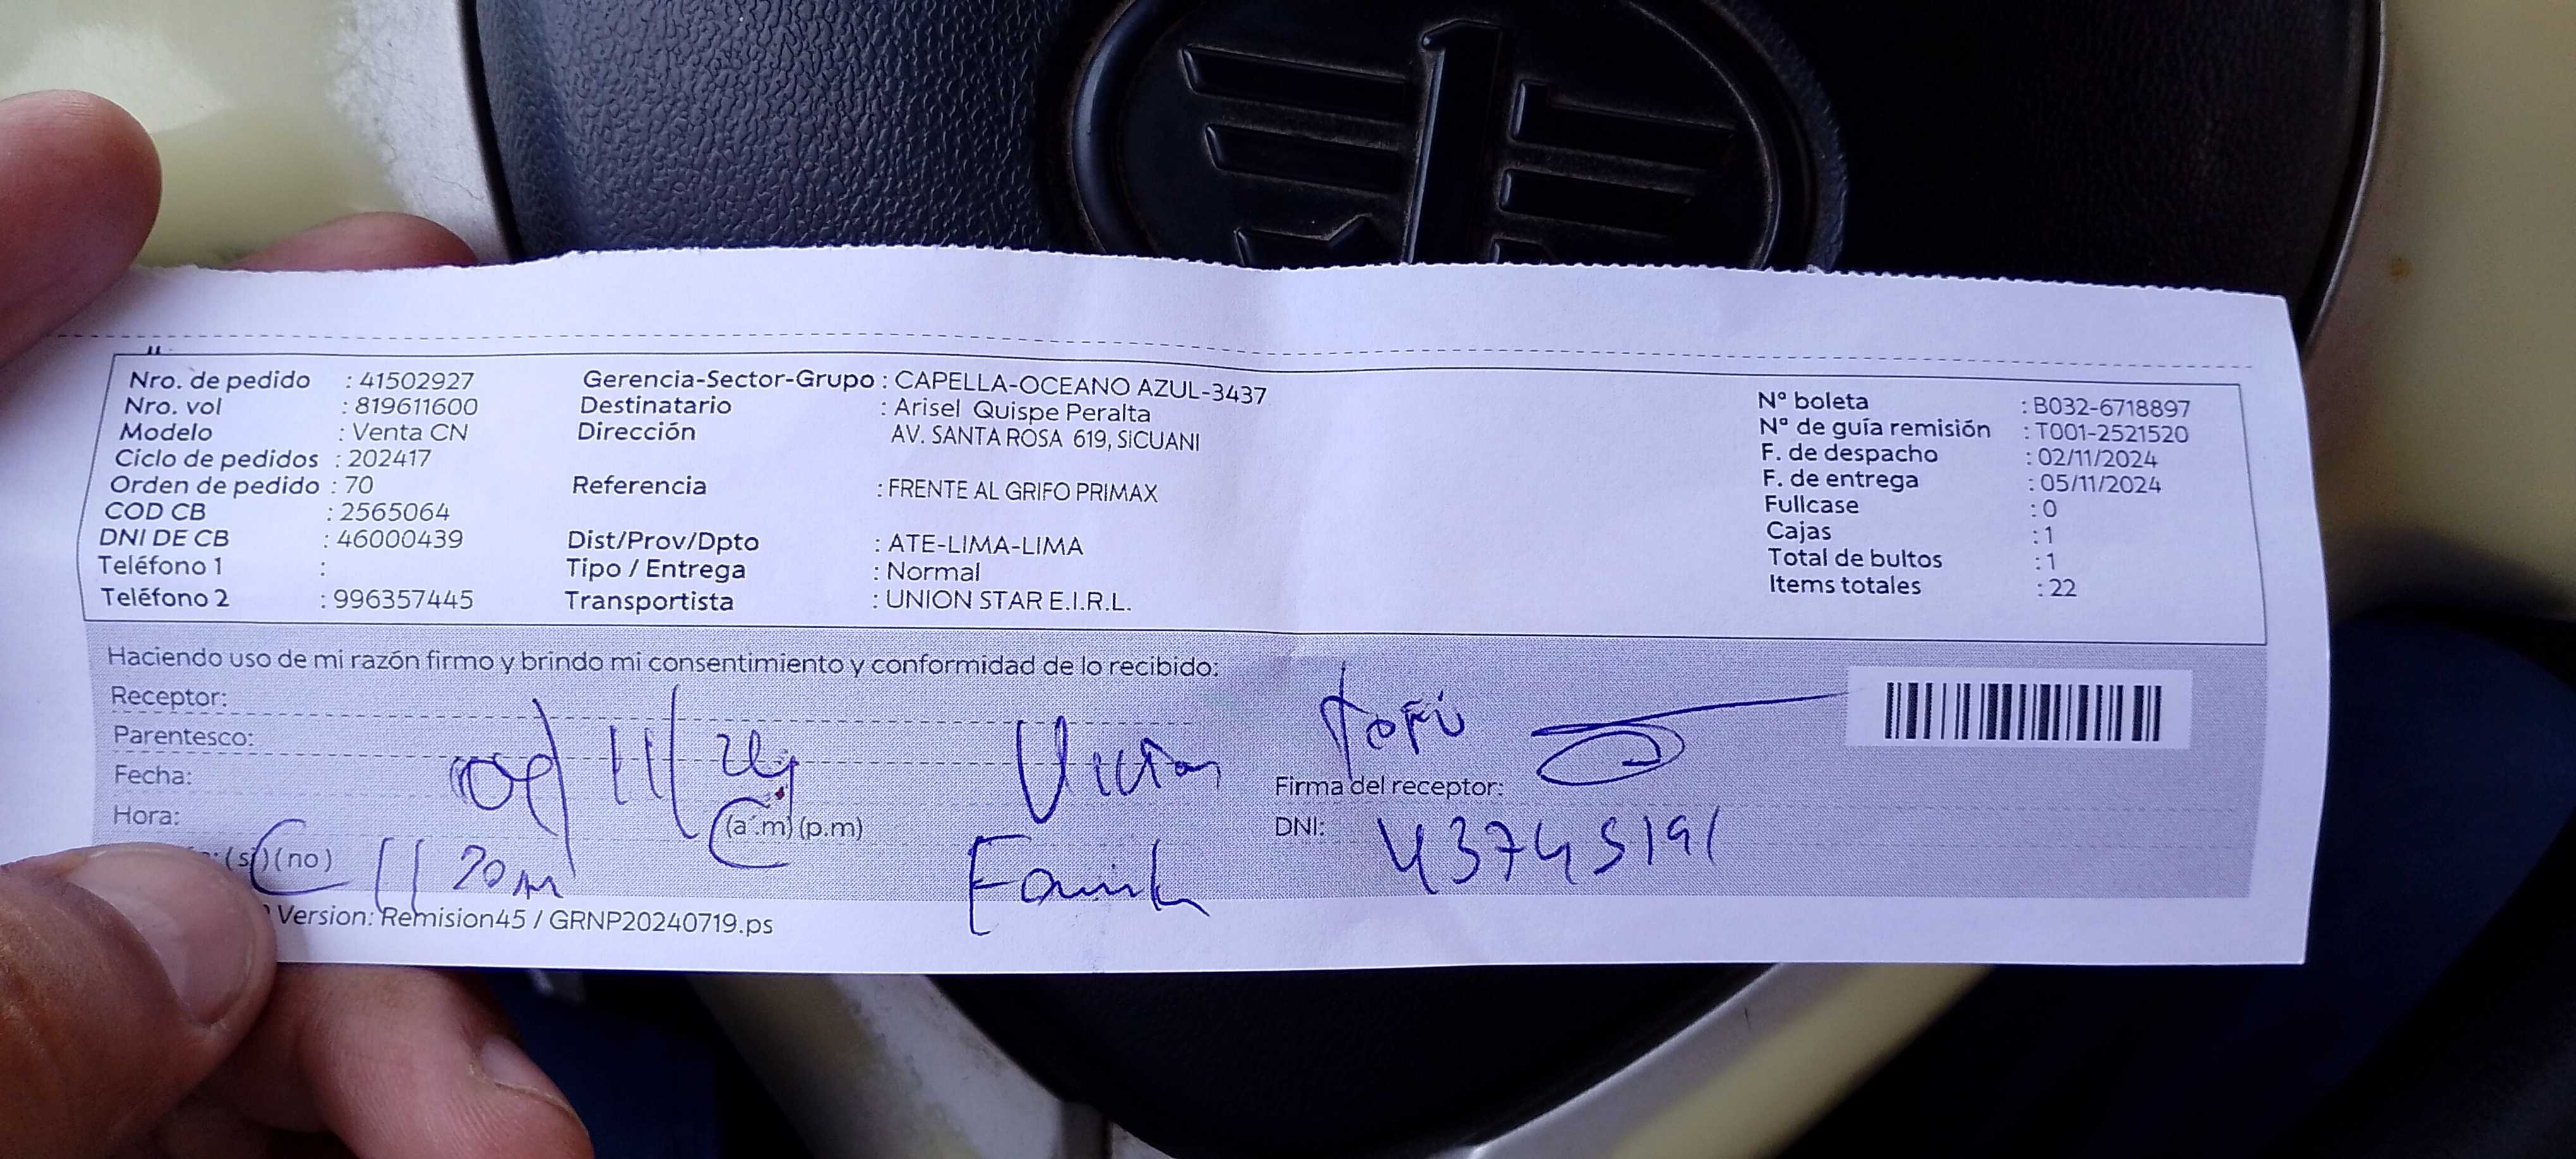 Nro. de pedido : 41502927
Nro. vol : 819611600
Modelo : Venta CN
Ciclo de pedidos : 202417
Orden de pedido : 70
COD CB : 2565064
DNI DE CB : 46000439
Teléfono 1 :
Teléfono 2 : 996357445
Gerencia-Sector-Grupo : CAPELLA-OCEANO AZUL-3437
Destinatario : Arisel Quispe Peralta
Dirección AV. SANTA ROSA 619, SICUANI
Referencia : FRENTE AL GRIFO PRIMAX
Dist/Prov/Dpto : ATE-LIMA-LIMA
Tipo / Entrega : Normal
Transportista : UNION STAR E.I.R.L.
N° boleta : B032-6718897
N° de guía remisión : T001-2521520
F. de despacho : 02/11/2024
F. de entrega : 05/11/2024
Fullcase : 0
Cajas : 1
Total de bultos : 1
Items totales : 22
Haciendo uso de mi razón firmo y brindo mi consentimiento y conformidad de lo recibido:
Receptor:
Parentesco:
Fecha:
Hora: (a.m) (p.m)
(si) (no) 11 20 m
Firma del receptor:
DNI: 43745191
Version: Remision45 / GRNP20240719.ps